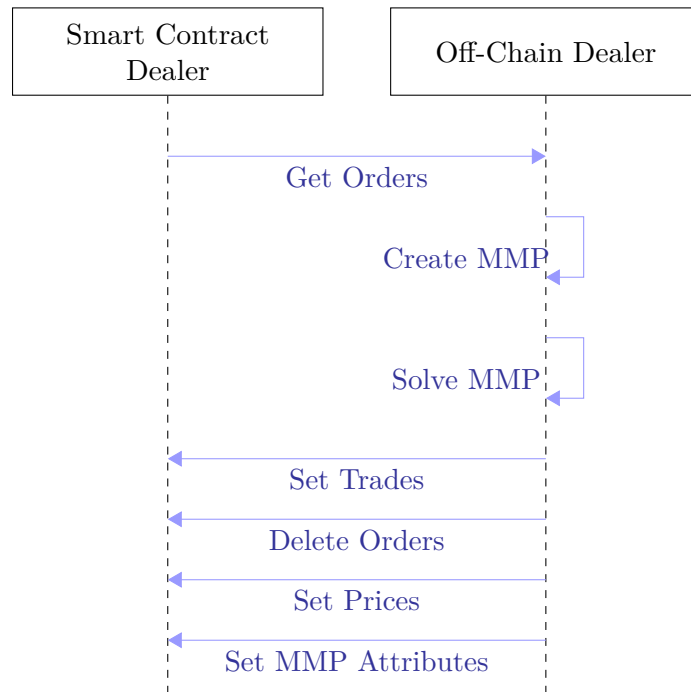 Smart Contract
Dealer
Off-Chain Dealer
Get Orders
Create MMP
Solve MMP
Set Trades
Delete Orders
Set Prices
Set MMP Attributes